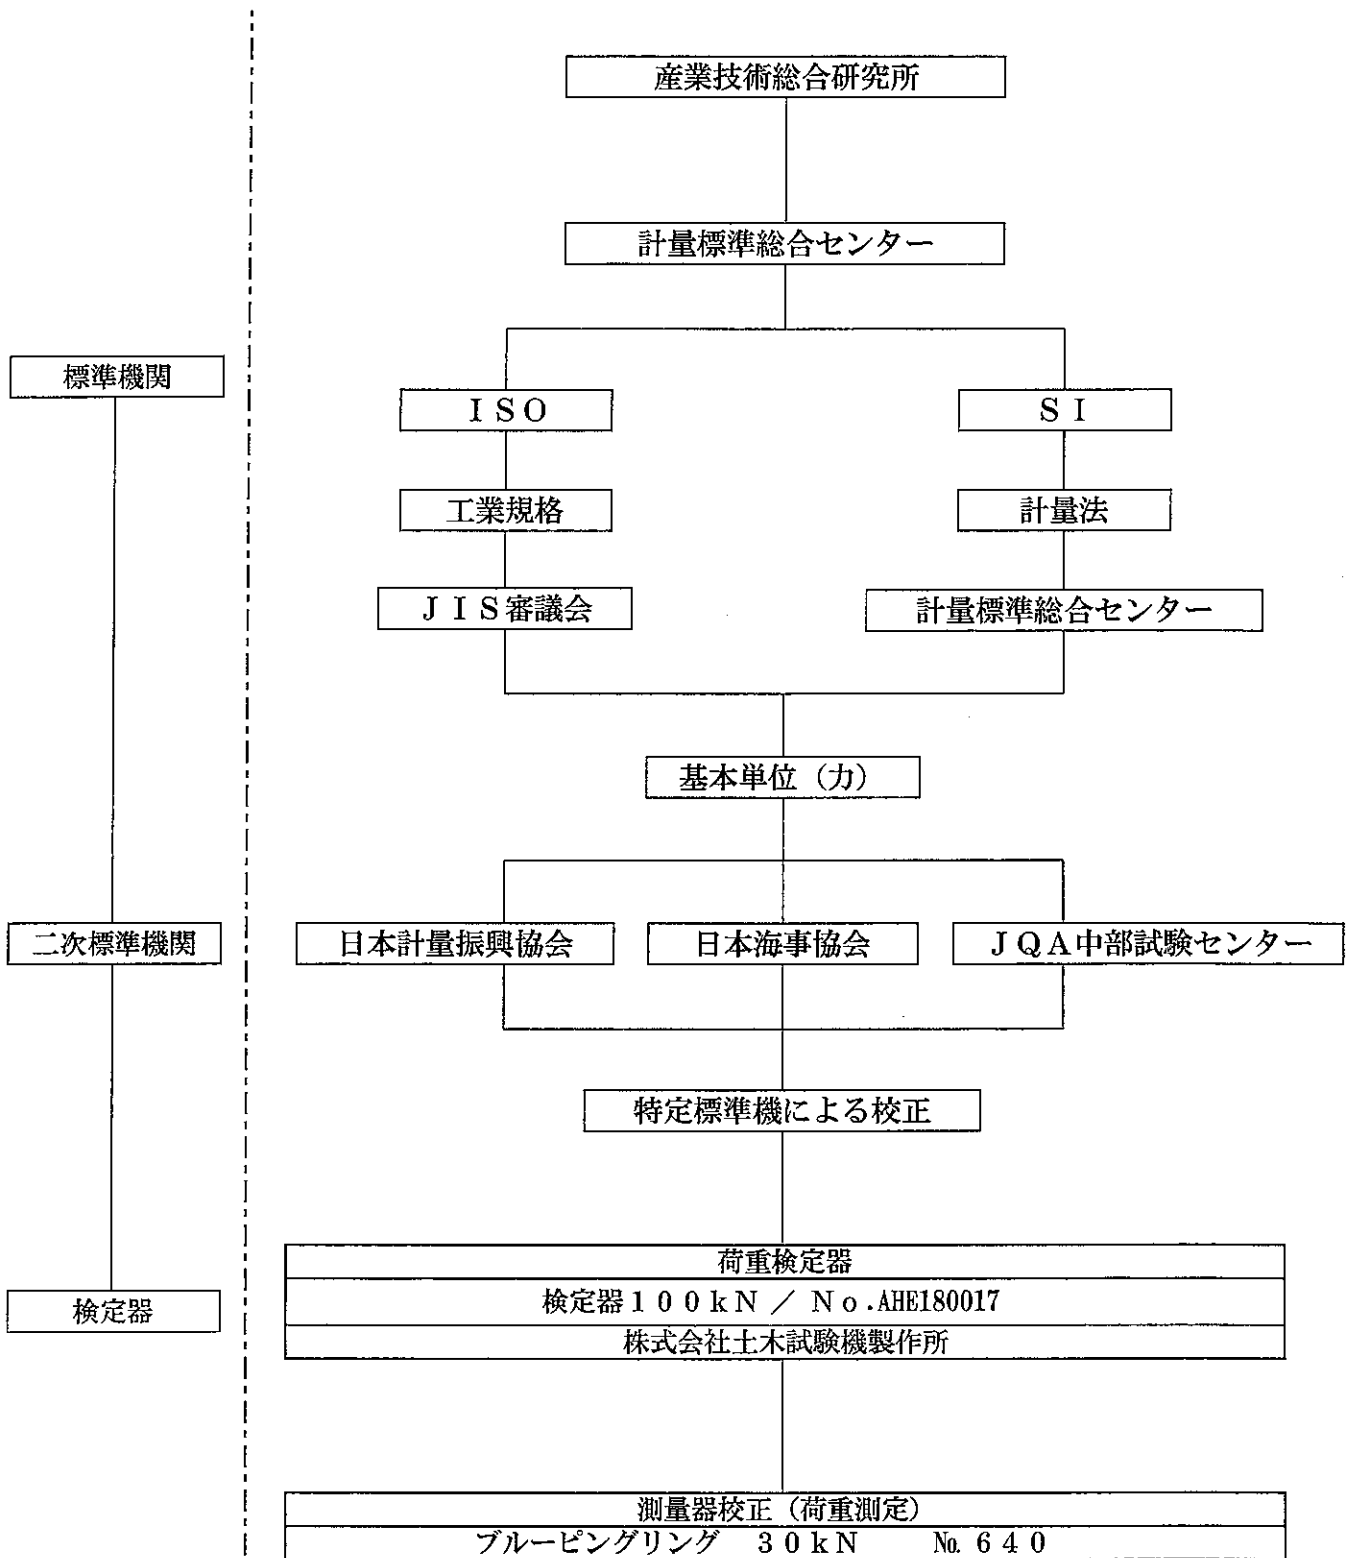 産業技術総合研究所
計量標準総合センター
標準機関
ＩＳＯ
ＳＩ
工業規格
計量法
ＪＩＳ審議会
計量標準総合センター
基本単位（力）
二次標準機関
日本計量振興協会
日本海事協会
ＪＱＡ中部試験センター
特定標準機による校正
荷重検定器
検定器１００ｋＮ ／ Ｎｏ.AHE180017
検定器
株式会社土木試験機製作所
測量器校正（荷重測定）
ブルーピングリング　３０ｋＮ　　№６４０